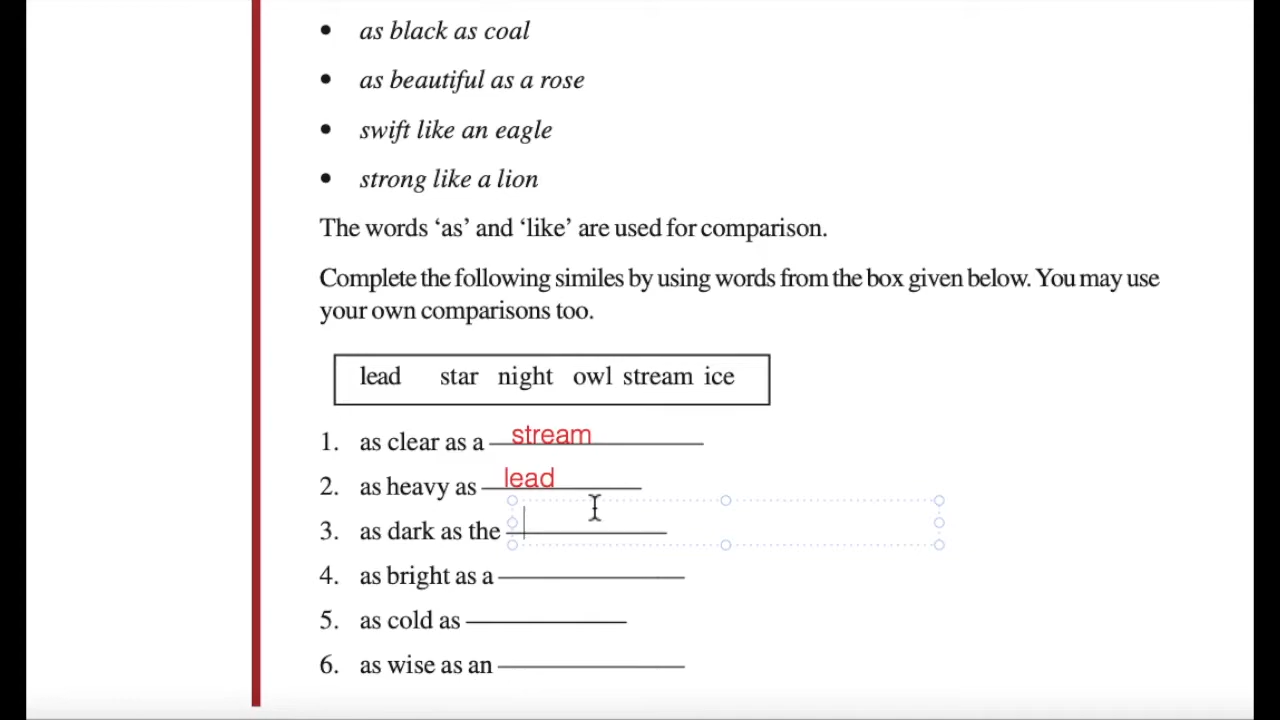 • as black as coal
• as beautiful as a rose
• swift like an eagle
• strong like a lion
The words ‘as’ and ‘like’ are used for comparison.
Complete the following similes by using words from the box given below. You may use
your own comparisons too.
lead star night owl stream ice
1. as clear as a stream
2. as heavy as lead
3. as dark as the
4. as bright as a
5. as cold as
6. as wise as an